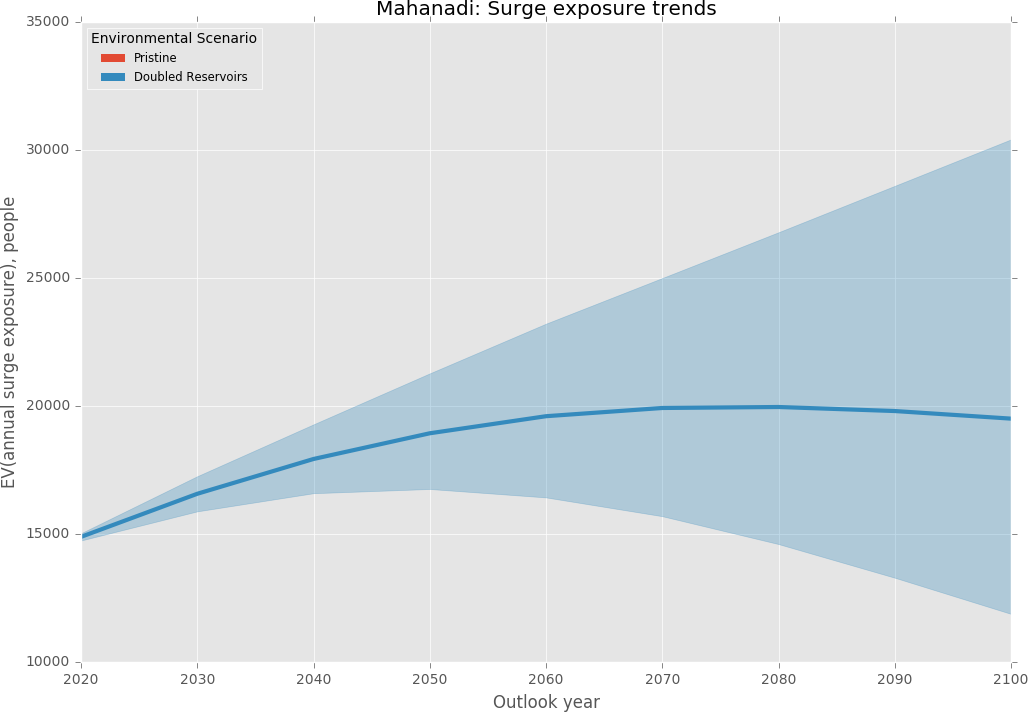 Mahanadi: Surge exposure trends
35000
30000
25000
20000
15000
10000
EV(annual surge exposure), people
Environmental Scenario
Pristine
Doubled Reservoirs
2020 2030 2040 2050 2060 2070 2080 2090 2100
Outlook year